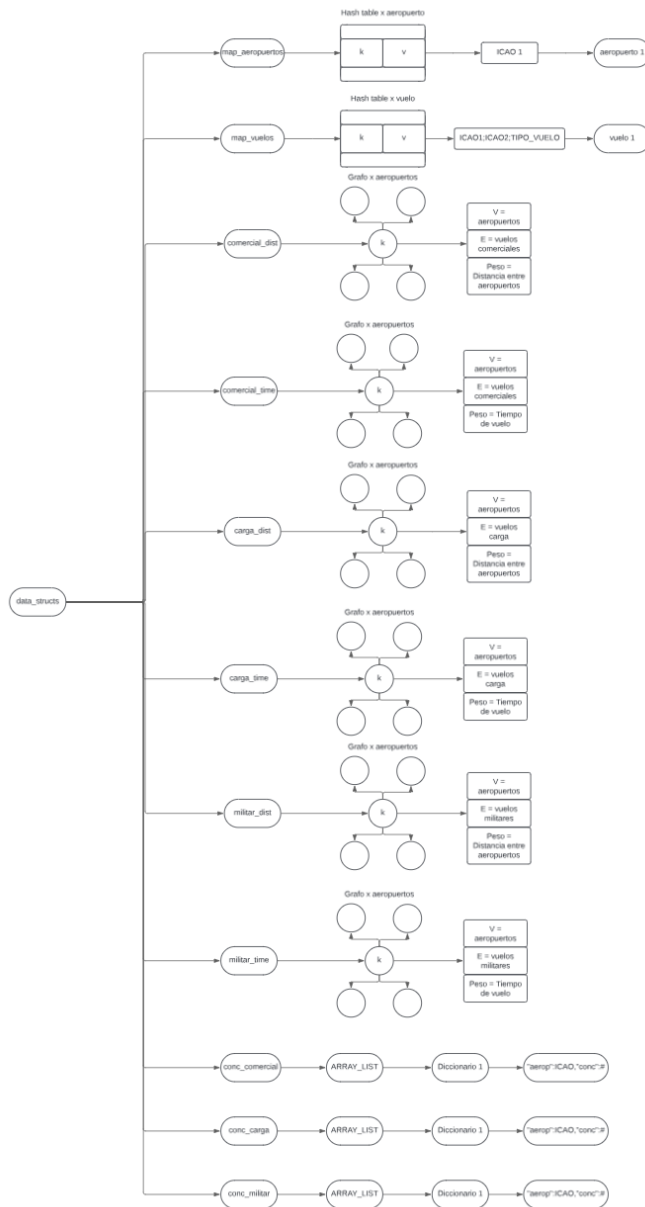 Hash table x aeropuerto
map_aeropuertos
k
v
ICAO 1
aeropuerto 1
Hash table x vuelo
map_vuelos
k
v
ICAO1;ICAO2;TIPO_VUELO
vuelo 1
Grafo x aeropuertos
comercial_dist
k
V =
aeropuertos
E = vuelos
comerciales
Peso =
Distancia entre
aeropuertos
Grafo x aeropuertos
comercial_time
k
V =
aeropuertos
E = vuelos
comerciales
Peso = Tiempo
de vuelo
Grafo x aeropuertos
carga_dist
k
V =
aeropuertos
E = vuelos
carga
Peso =
Distancia entre
aeropuertos
data_structs
Grafo x aeropuertos
carga_time
k
V =
aeropuertos
E = vuelos
carga
Peso = Tiempo
de vuelo
Grafo x aeropuertos
militar_dist
k
V =
aeropuertos
E = vuelos
militares
Peso =
Distancia entre
aeropuertos
Grafo x aeropuertos
militar_time
k
V =
aeropuertos
E = vuelos
militares
Peso = Tiempo
de vuelo
conc_comercial
ARRAY_LIST
Diccionario 1
"aerop":ICAO,"conc":#
conc_carga
ARRAY_LIST
Diccionario 1
"aerop":ICAO,"conc":#
conc_militar
ARRAY_LIST
Diccionario 1
"aerop":ICAO,"conc":#